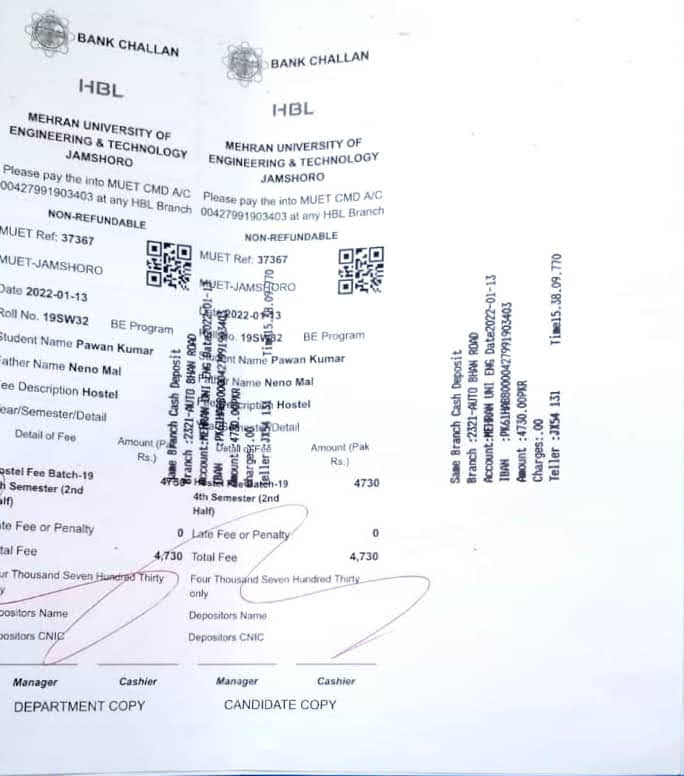 BANK CHALLAN
HBL
MEHRAN UNIVERSITY OF
ENGINEERING & TECHNOLOGY
JAMSHORO
Please pay the into MUET CMD A/C
00427991903403 at any HBL Branch
NON-REFUNDABLE
MUET Ref: 37367
MUET-JAMSHORO
Date 2022-01-13
Roll No. 19SW32 BE Program
Student Name Pawan Kumar
Father Name Neno Mal
Fee Description Hostel
Year/Semester/Detail
Detail of Fee Amount (Pak
Rs.)
Hostel Fee Batch-19 4730
4th Semester (2nd
Half)
Late Fee or Penalty 0
Total Fee 4,730
Four Thousand Seven Hundred Thirty
Depositors Name
Depositors CNIC
Manager Cashier
DEPARTMENT COPY
BANK CHALLAN
HBL
MEHRAN UNIVERSITY OF
ENGINEERING & TECHNOLOGY
JAMSHORO
Please pay the into MUET CMD A/C
00427991903403 at any HBL Branch
NON-REFUNDABLE
MUET Ref: 37367
MUET-JAMSHORO
Date 2022-01-13
Roll No. 19SW32 BE Program
Student Name Pawan Kumar
Father Name Neno Mal
Fee Description Hostel
Year/Semester/Detail
Detail of Fee Amount (Pak
Rs.)
Hostel Fee Batch-19 4730
4th Semester (2nd
Half)
Late Fee or Penalty 0
Total Fee 4,730
Four Thousand Seven Hundred Thirty
only
Depositors Name
Depositors CNIC
Manager Cashier
CANDIDATE COPY
Same Branch Cash Deposit
Branch :2321-AUTO BHAN ROAD
Account:MEHRAN UNI ENG Date2022-01-13
IBAN
Amount :4730.00PKR
Charges:.00
Teller :JX54 131 Time15.38.09.770
Same Branch Cash Deposit
Branch :2321-AUTO BHAN ROAD
Account:MEHRAN UNI ENG Date2022-01-13
IBAN
Amount :4730.00PKR
Charges:.00
Teller :JX54 131 Time15.38.09.770